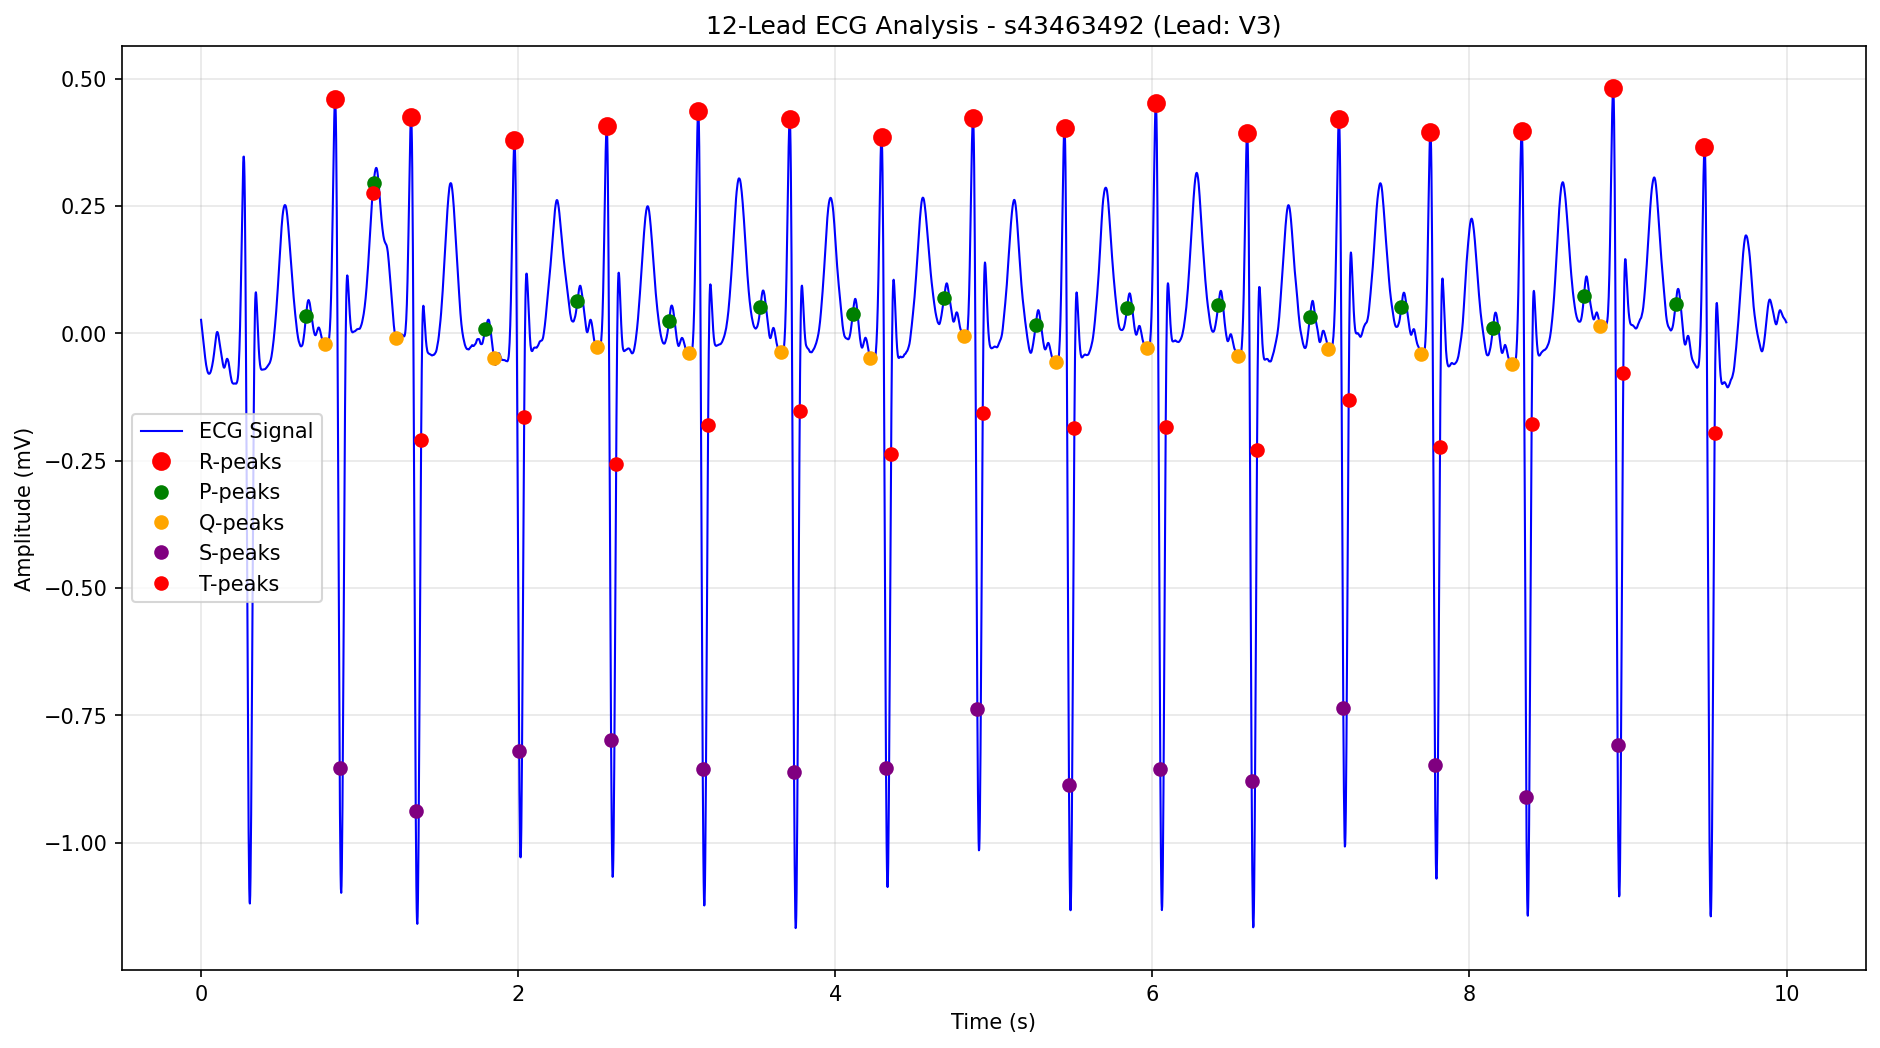 12-Lead ECG Analysis - s43463492 (Lead: V3)
Amplitude (mV)
0.50
0.25
0.00
−0.25
−0.50
−0.75
−1.00
ECG Signal
R-peaks
P-peaks
Q-peaks
S-peaks
T-peaks
0 2 4 6 8 10
Time (s)